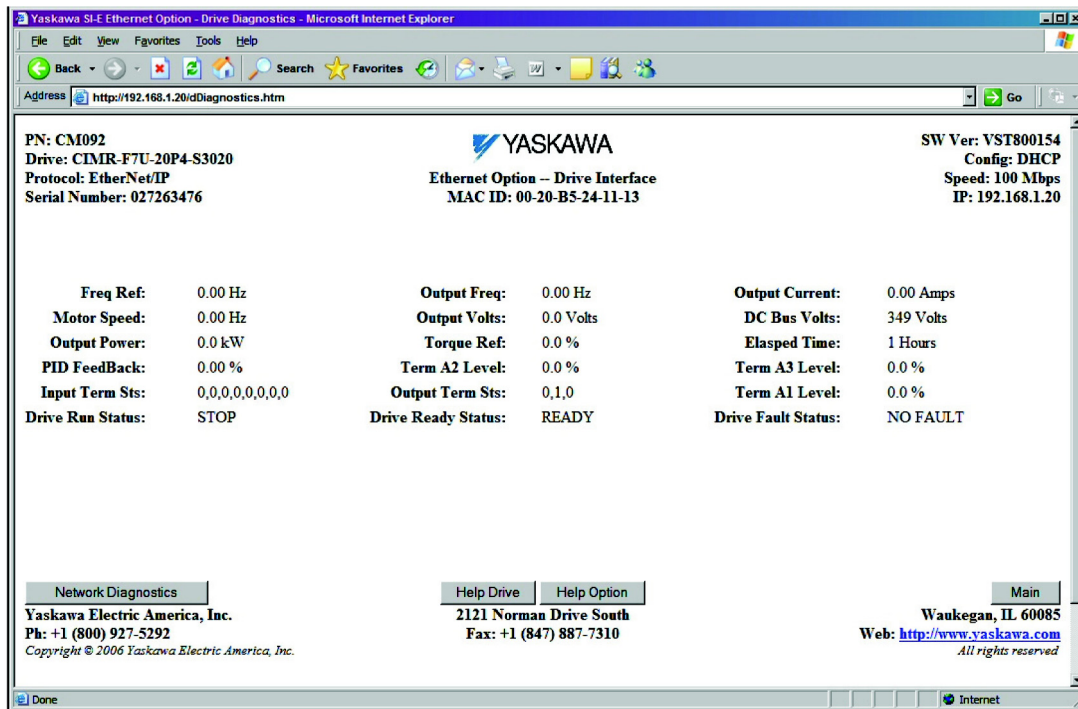 Yaskawa SI-E Ethernet Option - Drive Diagnostics - Microsoft Internet Explorer
File Edit View Favorites Tools Help
Back Search Favorites W
Address http://192.168.1.20/dDiagnostics.htm Go
PN: CM092
Drive: CIMR-F7U-20P4-S3020
Protocol: EtherNet/IP
Serial Number: 027263476
YASKAWA
Ethernet Option -- Drive Interface
MAC ID: 00-20-B5-24-11-13
SW Ver: VST800154
Config: DHCP
Speed: 100 Mbps
IP: 192.168.1.20
Freq Ref: 0.00 Hz Output Freq: 0.00 Hz Output Current: 0.00 Amps
Motor Speed: 0.00 Hz Output Volts: 0.0 Volts DC Bus Volts: 349 Volts
Output Power: 0.0 kW Torque Ref: 0.0 % Elasped Time: 1 Hours
PID FeedBack: 0.00 % Term A2 Level: 0.0 % Term A3 Level: 0.0 %
Input Term Sts: 0,0,0,0,0,0,0,0 Output Term Sts: 0,1,0 Term A1 Level: 0.0 %
Drive Run Status: STOP Drive Ready Status: READY Drive Fault Status: NO FAULT
Network Diagnostics Help Drive Help Option Main
Yaskawa Electric America, Inc. 2121 Norman Drive South Waukegan, IL 60085
Ph: +1 (800) 927-5292 Fax: +1 (847) 887-7310 Web: http://www.yaskawa.com
Copyright © 2006 Yaskawa Electric America, Inc. All rights reserved
Done Internet